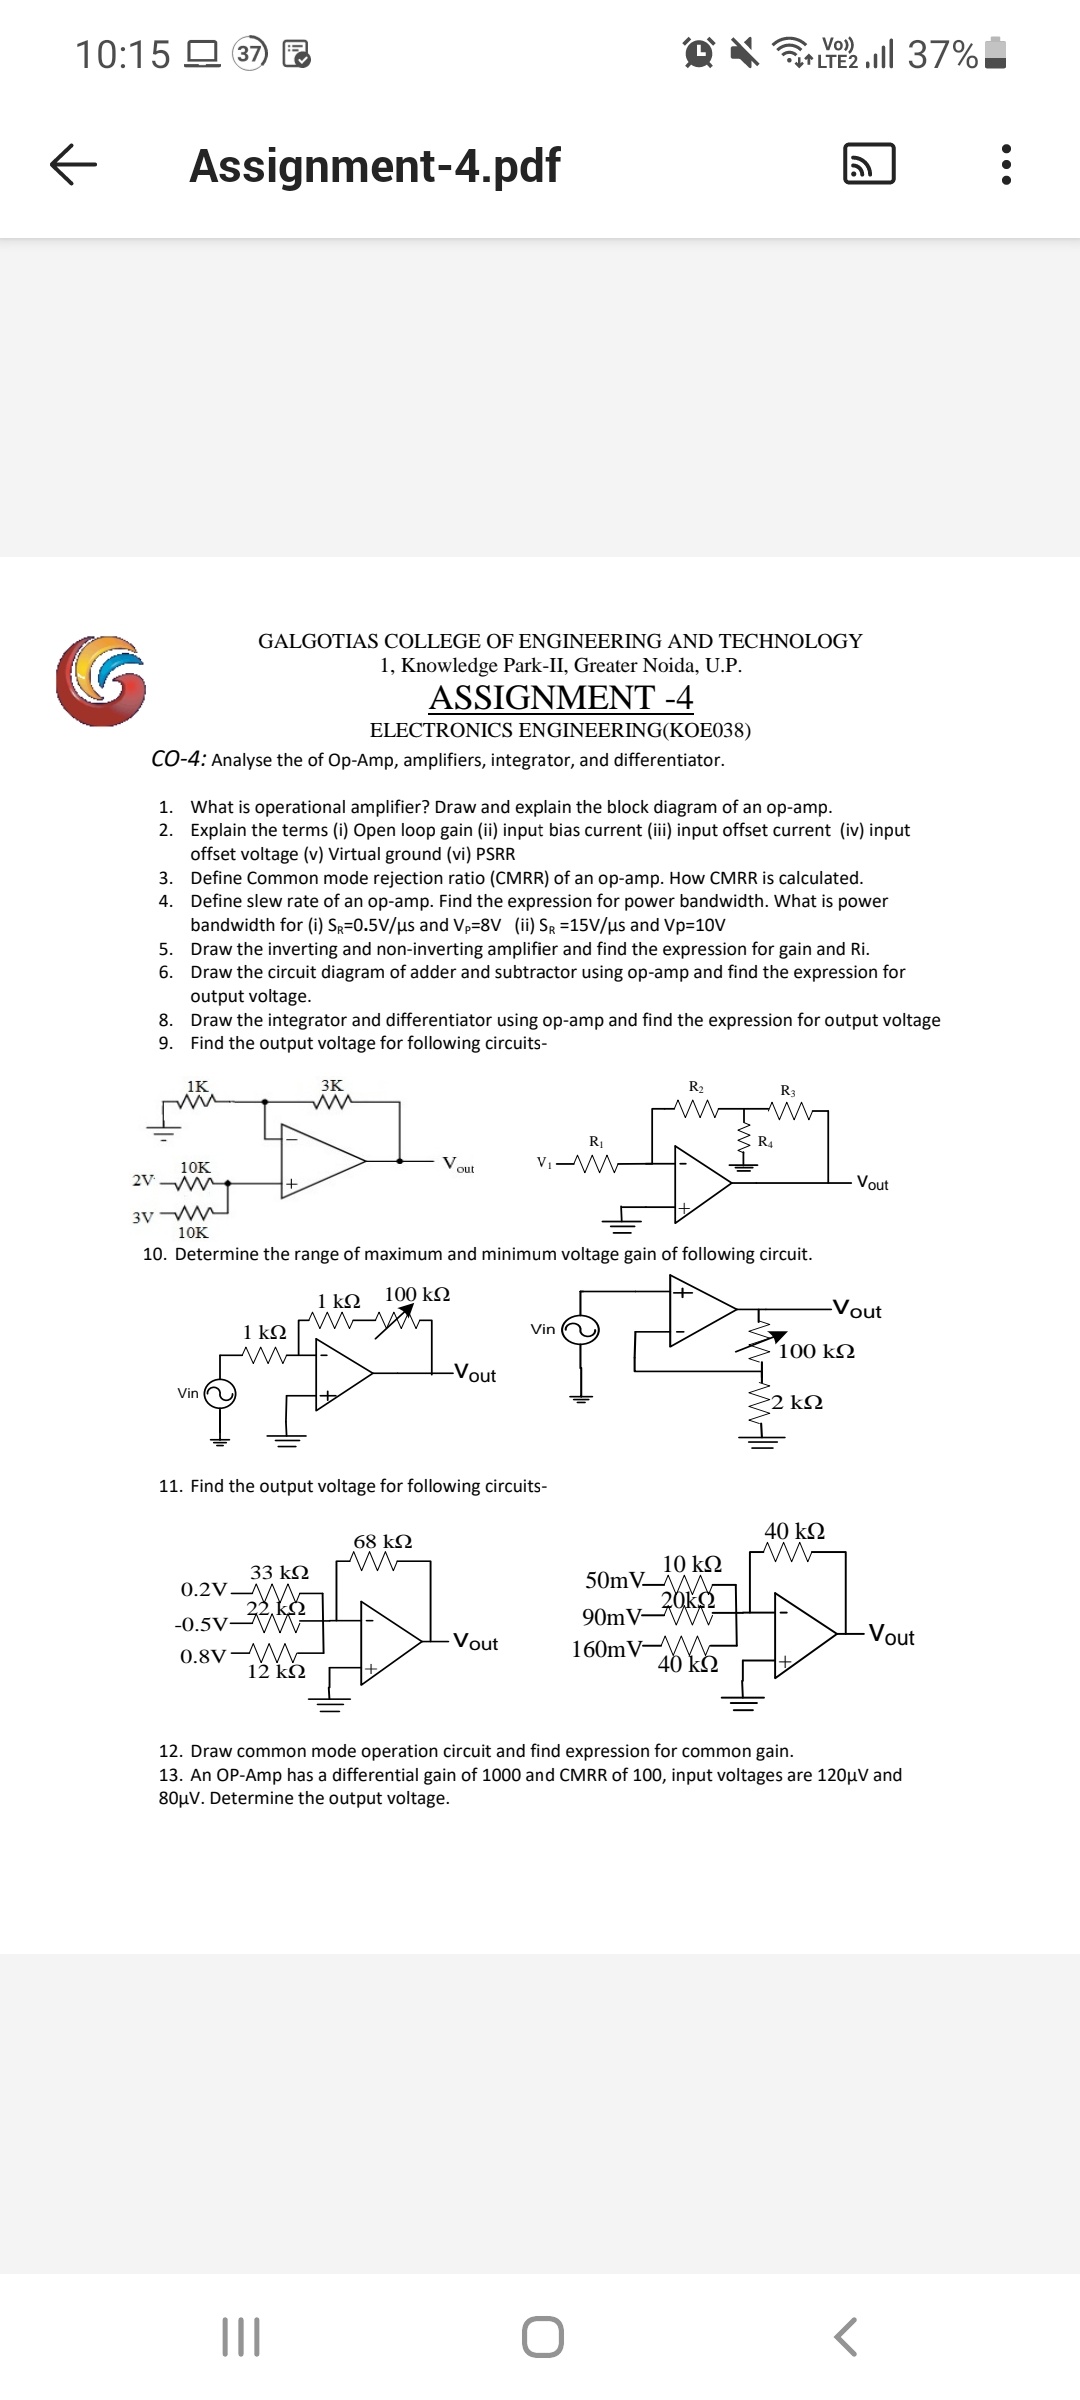 10:15 37 Vo)) LTE2 37%
Assignment-4.pdf
GALGOTIAS COLLEGE OF ENGINEERING AND TECHNOLOGY
1, Knowledge Park-II, Greater Noida, U.P.
ASSIGNMENT -4
ELECTRONICS ENGINEERING(KOE038)
CO-4: Analyse the of Op-Amp, amplifiers, integrator, and differentiator.
1. What is operational amplifier? Draw and explain the block diagram of an op-amp.
2. Explain the terms (i) Open loop gain (ii) input bias current (iii) input offset current (iv) input
offset voltage (v) Virtual ground (vi) PSRR
3. Define Common mode rejection ratio (CMRR) of an op-amp. How CMRR is calculated.
4. Define slew rate of an op-amp. Find the expression for power bandwidth. What is power
bandwidth for (i) SR=0.5V/µs and VP=8V (ii) SR =15V/µs and Vp=10V
5. Draw the inverting and non-inverting amplifier and find the expression for gain and Ri.
6. Draw the circuit diagram of adder and subtractor using op-amp and find the expression for
output voltage.
8. Draw the integrator and differentiator using op-amp and find the expression for output voltage
9. Find the output voltage for following circuits-
1K 3K
10K
2V
3V
10K
Vout
R2 R3
R1 R4
V1
Vout
10. Determine the range of maximum and minimum voltage gain of following circuit.
1 kΩ 100 kΩ
1 kΩ
Vin
Vout
Vin
Vout
100 kΩ
2 kΩ
11. Find the output voltage for following circuits-
68 kΩ
33 kΩ
0.2V
22 kΩ
-0.5V
0.8V
12 kΩ
Vout
40 kΩ
10 kΩ
50mV
20kΩ
90mV
160mV
40 kΩ
Vout
12. Draw common mode operation circuit and find expression for common gain.
13. An OP-Amp has a differential gain of 1000 and CMRR of 100, input voltages are 120µV and
80µV. Determine the output voltage.